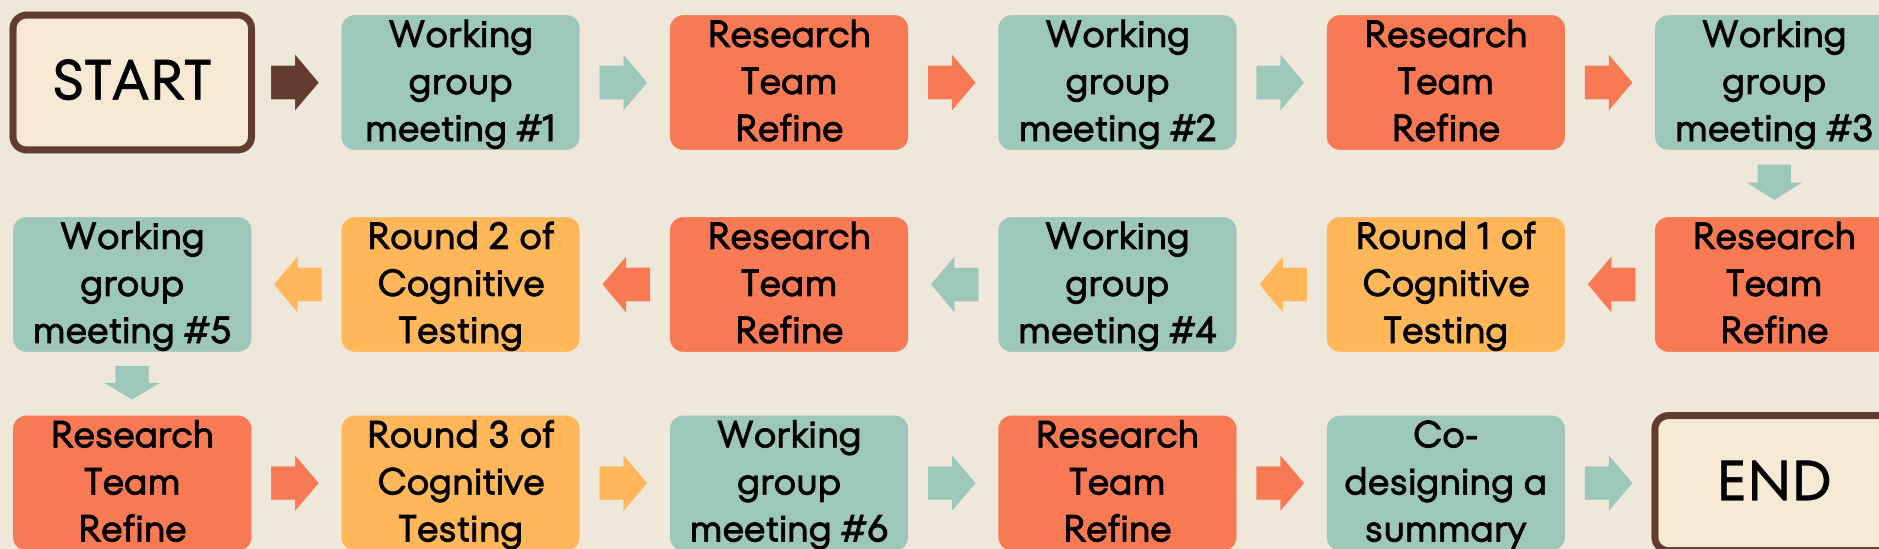 START
Working
group
meeting #1
Research
Team
Refine
Working
group
meeting #2
Research
Team
Refine
Working
group
meeting #3
Research
Team
Refine
Round 1 of
Cognitive
Testing
Working
group
meeting #4
Research
Team
Refine
Round 2 of
Cognitive
Testing
Working
group
meeting #5
Research
Team
Refine
Round 3 of
Cognitive
Testing
Working
group
meeting #6
Research
Team
Refine
Co-
designing a
summary
END